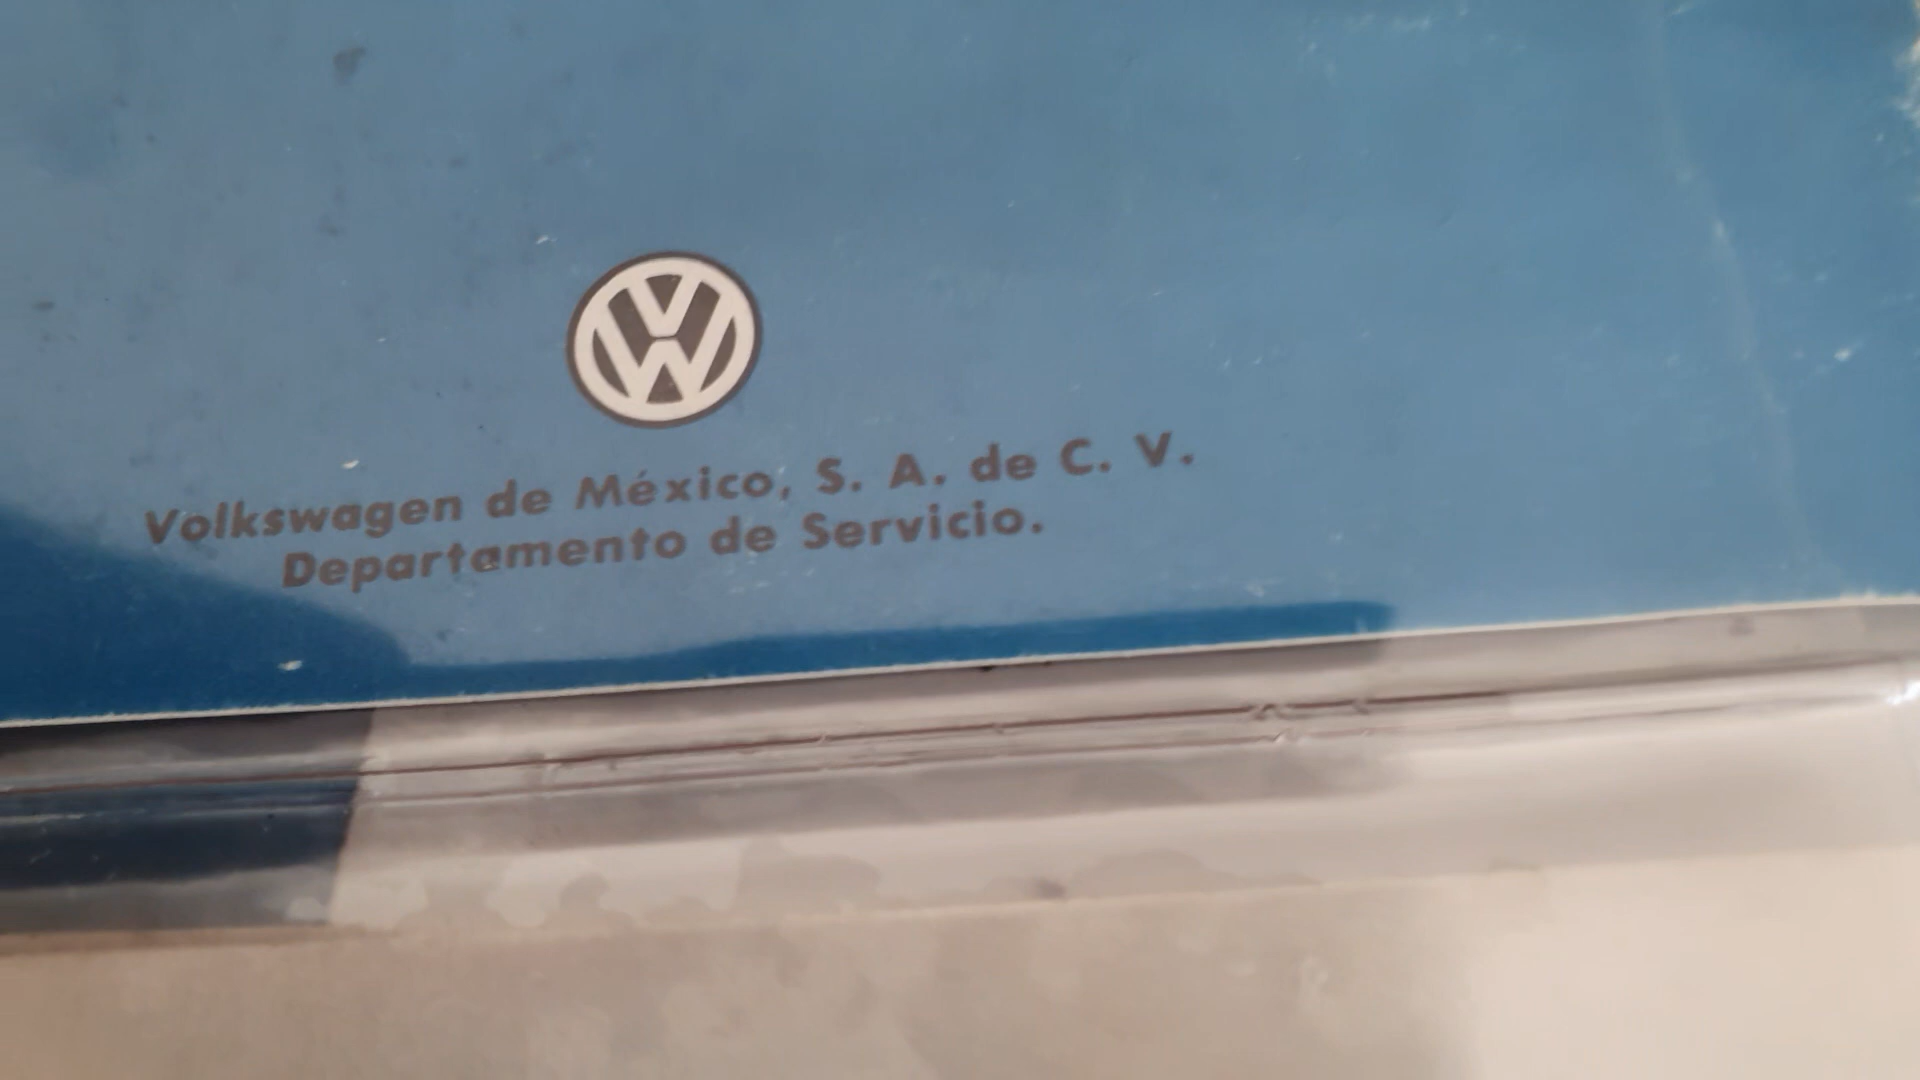 Volkswagen de México, S. A. de C. V.
Departamento de Servicio.